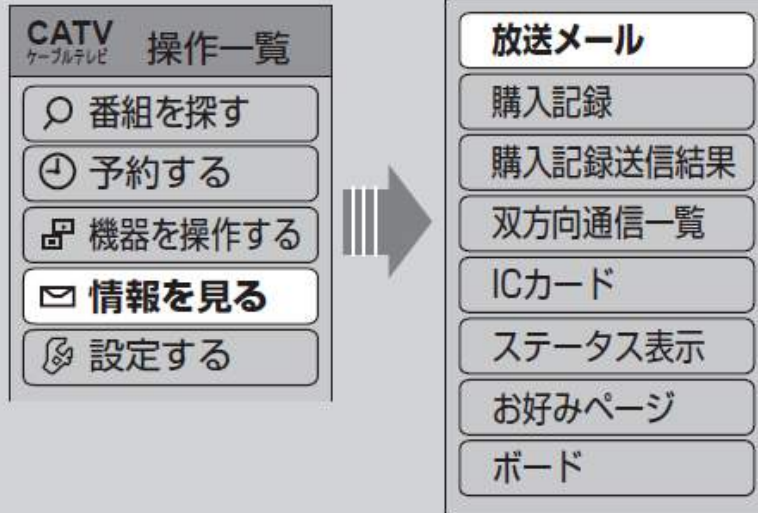 CATV
ケーブルテレビ
操作一覧
番組を探す
予約する
機器を操作する
情報を見る
設定する
放送メール
購入記録
購入記録送信結果
双方向通信一覧
ICカード
ステータス表示
お好みページ
ボード